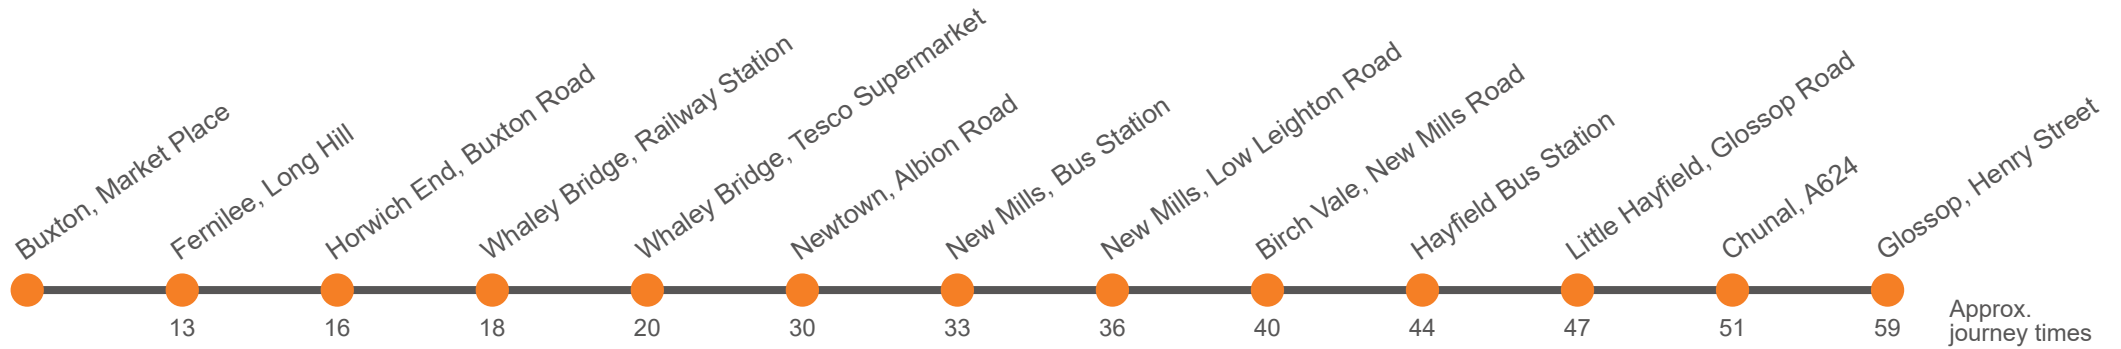 Buxton, Market Place
Fernilee, Long Hill
Horwich End, Buxton Road
Whaley Bridge, Railway Station
Whaley Bridge, Tesco Supermarket
Newtown, Albion Road
New Mills, Bus Station
New Mills, Low Leighton Road
Birch Vale, New Mills Road
Hayfield Bus Station
Little Hayfield, Glossop Road
Chunal, A624
Glossop, Henry Street
13 16 18 20 30 33 36 40 44 47 51 59
Approx.
journey times